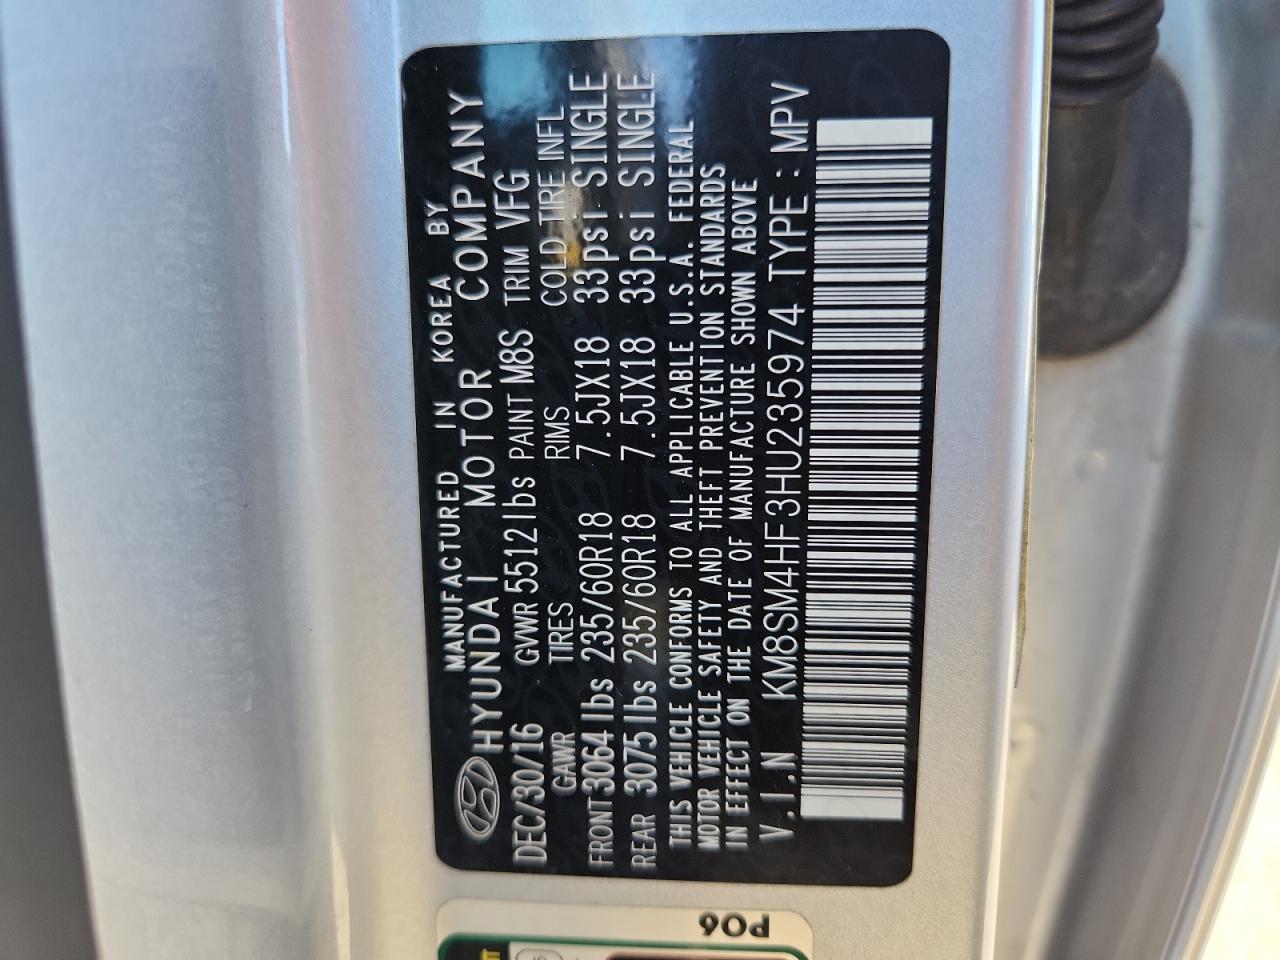 MANUFACTURED IN KOREA BY
HYUNDAI MOTOR COMPANY
DEC/30/16 GVWR 5512lbs PAINT M8S TRIM VFG
GAWR TIRES RIMS COLD TIRE INFL
FRONT 3064lbs 235/60R18 7.5JX18 33psi SINGLE
REAR 3075lbs 235/60R18 7.5JX18 33psi SINGLE
THIS VEHICLE CONFORMS TO ALL APPLICABLE U.S.A. FEDERAL
MOTOR VEHICLE SAFETY AND THEFT PREVENTION STANDARDS
IN EFFECT ON THE DATE OF MANUFACTURE SHOWN ABOVE
V.I.N KM8SM4HF3HU235974 TYPE : MPV
P06